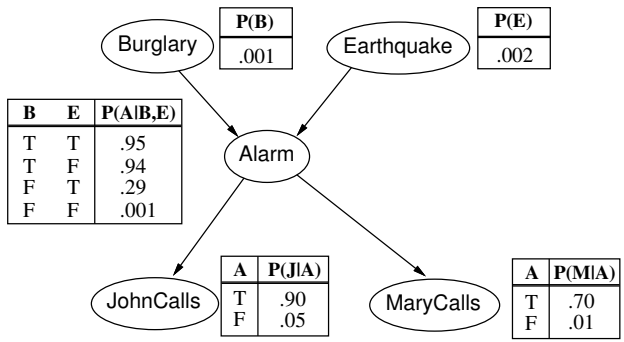 Burglary
P(B)
.001
Earthquake
P(E)
.002
B E P(A|B,E)
T T .95
T F .94
F T .29
F F .001
Alarm
JohnCalls
A P(J|A)
T .90
F .05
MaryCalls
A P(M|A)
T .70
F .01